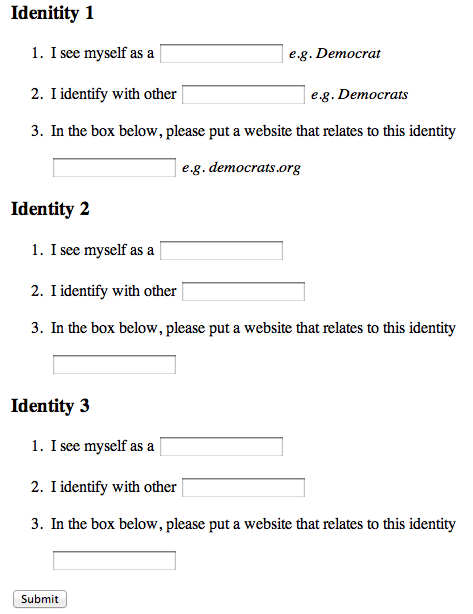 Idenitity 1
1. I see myself as a e.g. Democrat
2. I identify with other e.g. Democrats
3. In the box below, please put a website that relates to this identity
e.g. democrats.org
Identity 2
1. I see myself as a
2. I identify with other
3. In the box below, please put a website that relates to this identity
Identity 3
1. I see myself as a
2. I identify with other
3. In the box below, please put a website that relates to this identity
Submit